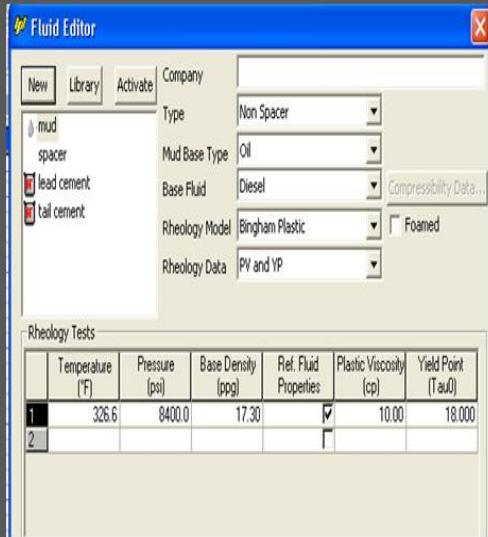 Fluid Editor
New Library Activate
Company
Type Non Spacer
mud
spacer
lead cement
tail cement
Mud Base Type Oil
Base Fluid Diesel Compressibility Data...
Rheology Model Bingham Plastic Foamed
Rheology Data PV and YP
Rheology Tests
Temperature (°F) Pressure (psi) Base Density (ppg) Ref. Fluid Properties Plastic Viscosity (cp) Yield Point (Tau0)
1 326.6 8400.0 17.30 10.00 18.000
2